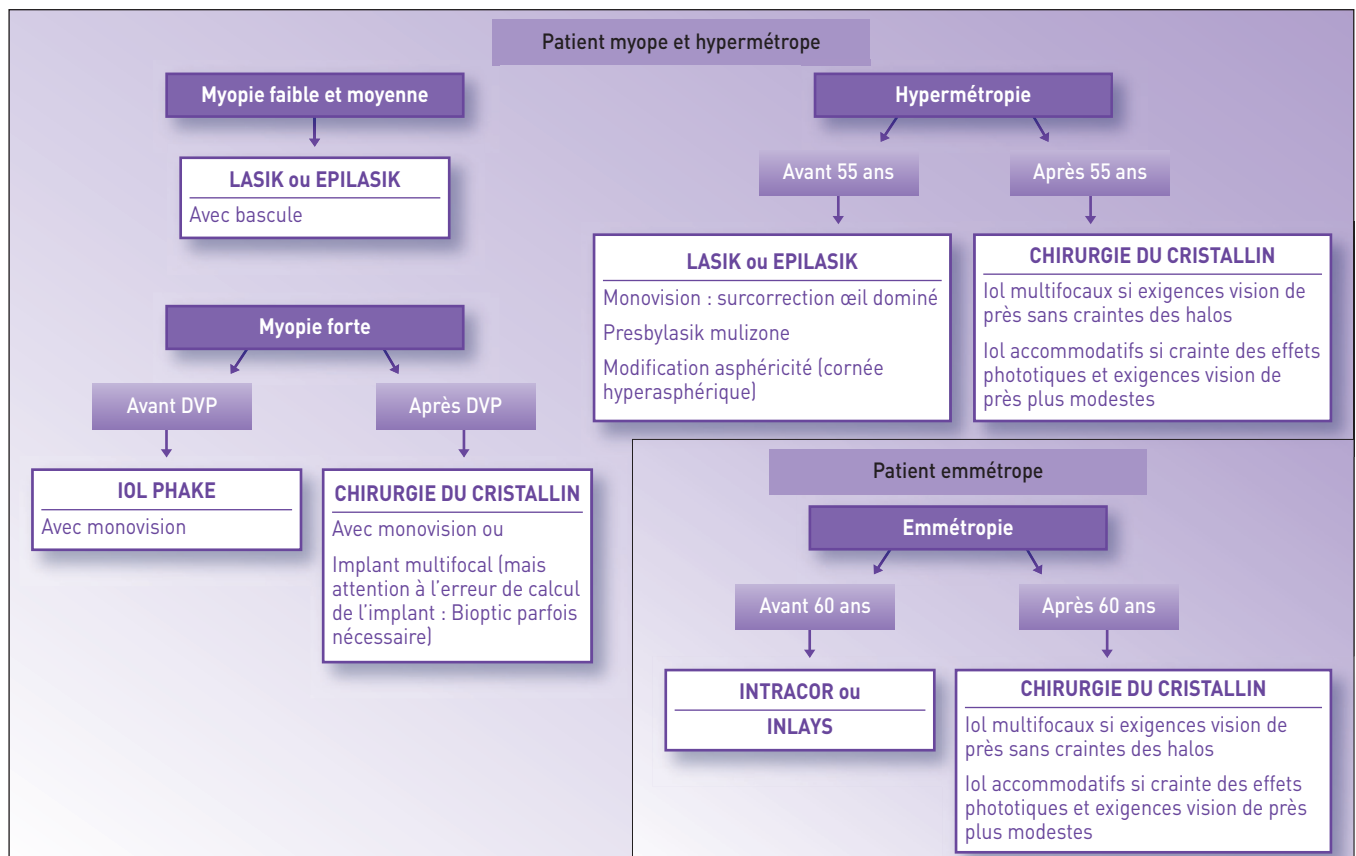 Patient myope et hypermétrope
Myopie faible et moyenne
LASIK ou EPILASIK
Avec bascule
Myopie forte
Avant DVP
Après DVP
IOL PHAKE
Avec monovision
CHIRURGIE DU CRISTALLIN
Avec monovision ou
Implant multifocal (mais
attention à l'erreur de calcul
de l'implant : Bioptic parfois
nécessaire)
Hypermétropie
Avant 55 ans
Après 55 ans
LASIK ou EPILASIK
Monovision : surcorrection œil dominé
Presbylasik mulizone
Modification asphéricité (cornée
hyperasphérique)
CHIRURGIE DU CRISTALLIN
Iol multifocaux si exigences vision de
près sans craintes des halos
Iol accommodatifs si crainte des effets
phototiques et exigences vision de
près plus modestes
Patient emmétrope
Emmétropie
Avant 60 ans
Après 60 ans
INTRACOR ou
INLAYS
CHIRURGIE DU CRISTALLIN
Iol multifocaux si exigences vision de
près sans craintes des halos
Iol accommodatifs si crainte des effets
phototiques et exigences vision de près
plus modestes